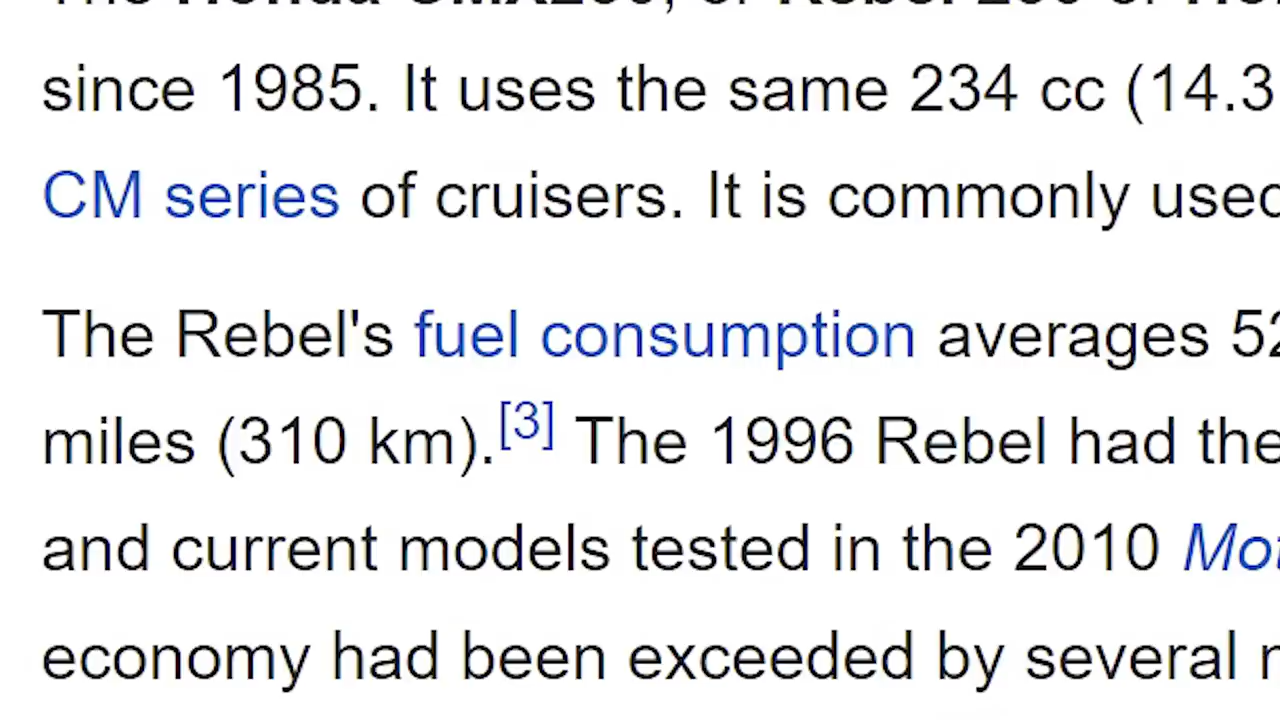 since 1985. It uses the same 234 cc (14.3
CM series of cruisers. It is commonly used
The Rebel's fuel consumption averages 52
miles (310 km).[3] The 1996 Rebel had the
and current models tested in the 2010 Mot
economy had been exceeded by several